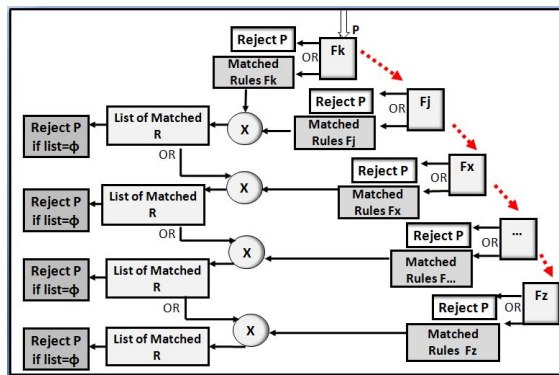 P
Reject P
OR
Fk
Matched
Rules Fk
Reject P
OR
Fj
Reject P
if list=ф
List of Matched
R
X
Matched
Rules Fj
OR
Reject P
OR
Fx
Reject P
if list=ф
List of Matched
R
X
Matched
Rules Fx
OR
Reject P
OR
...
Reject P
if list=ф
List of Matched
R
X
Matched
Rules F...
OR
Reject P
OR
Fz
Reject P
if list=ф
List of Matched
R
X
Matched
Rules Fz